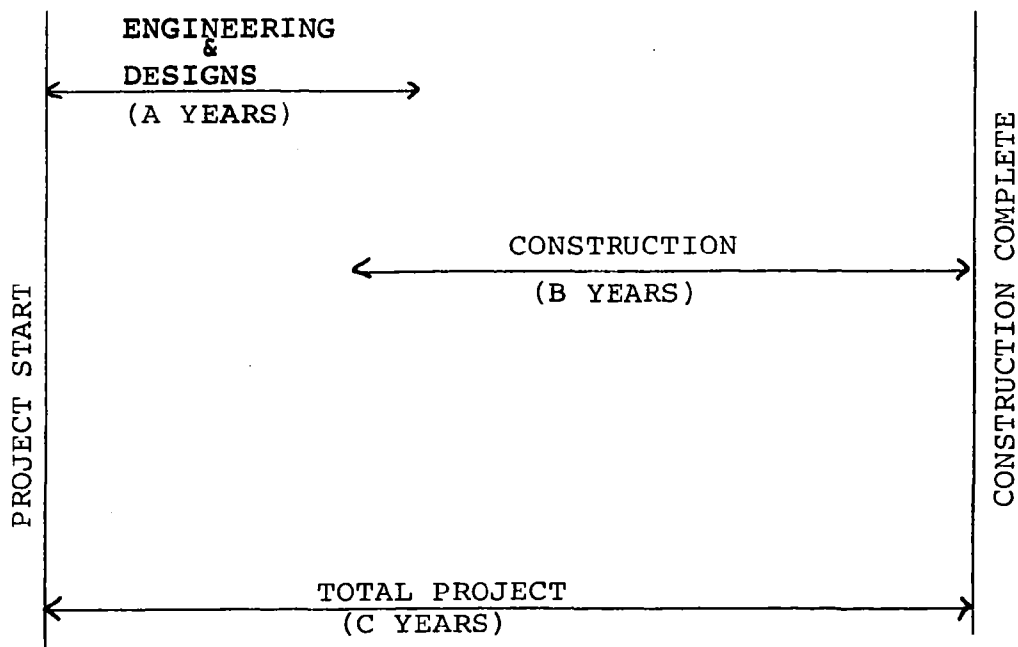 ENGINEERING
&
DESIGNS
(A YEARS)
CONSTRUCTION
(B YEARS)
PROJECT START
CONSTRUCTION COMPLETE
TOTAL PROJECT
(C YEARS)